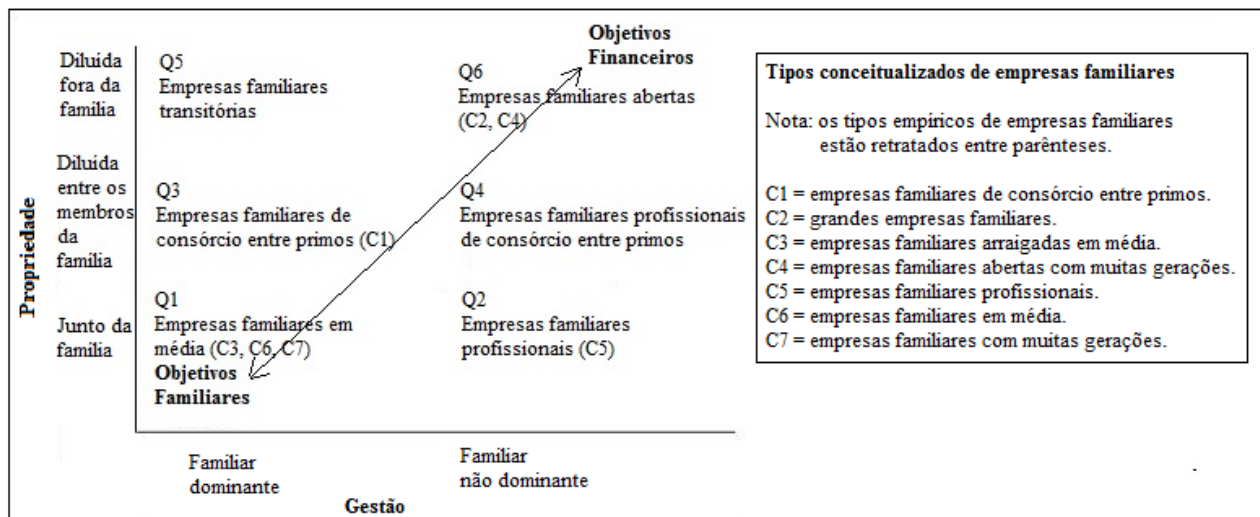 Propriedade
Diluída
fora da
família
Diluída
entre os
membros
da
família
Junto da
família
Q5
Empresas familiares
transitórias
Objetivos
Financeiros
Q6
Empresas familiares abertas
(C2, C4)
Q3
Empresas familiares de
consórcio entre primos (C1)
Q4
Empresas familiares profissionais
de consórcio entre primos
Q1
Empresas familiares em
média (C3, C6, C7)
Objetivos
Familiares
Q2
Empresas familiares
profissionais (C5)
Familiar
dominante
Familiar
não dominante
Gestão
Tipos conceitualizados de empresas familiares
Nota: os tipos empíricos de empresas familiares
estão retratados entre parênteses.
C1 = empresas familiares de consórcio entre primos.
C2 = grandes empresas familiares.
C3 = empresas familiares arraigadas em média.
C4 = empresas familiares abertas com muitas gerações.
C5 = empresas familiares profissionais.
C6 = empresas familiares em média.
C7 = empresas familiares com muitas gerações.